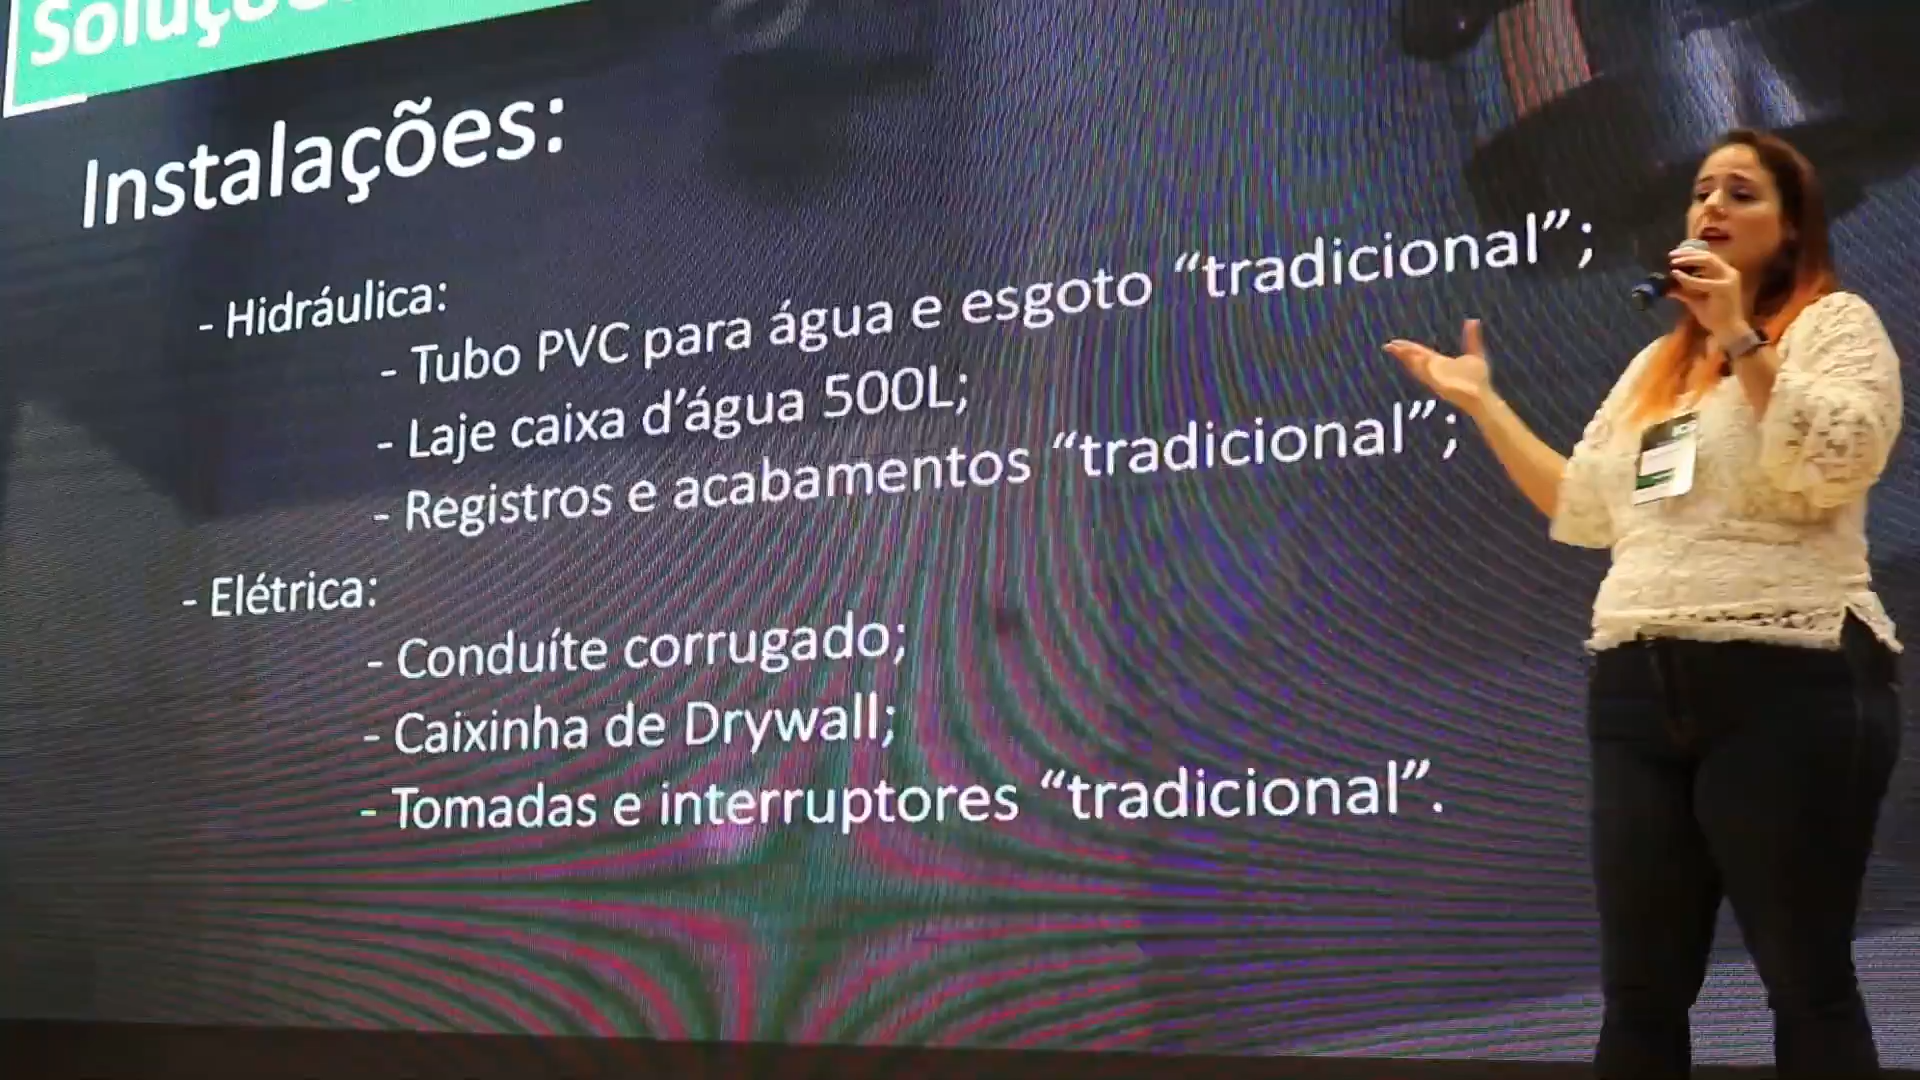 Instalações:
- Hidráulica:
- Tubo PVC para água e esgoto “tradicional”;
- Laje caixa d’água 500L;
- Registros e acabamentos “tradicional”;
- Elétrica:
- Conduíte corrugado;
- Caixinha de Drywall;
- Tomadas e interruptores “tradicional”.